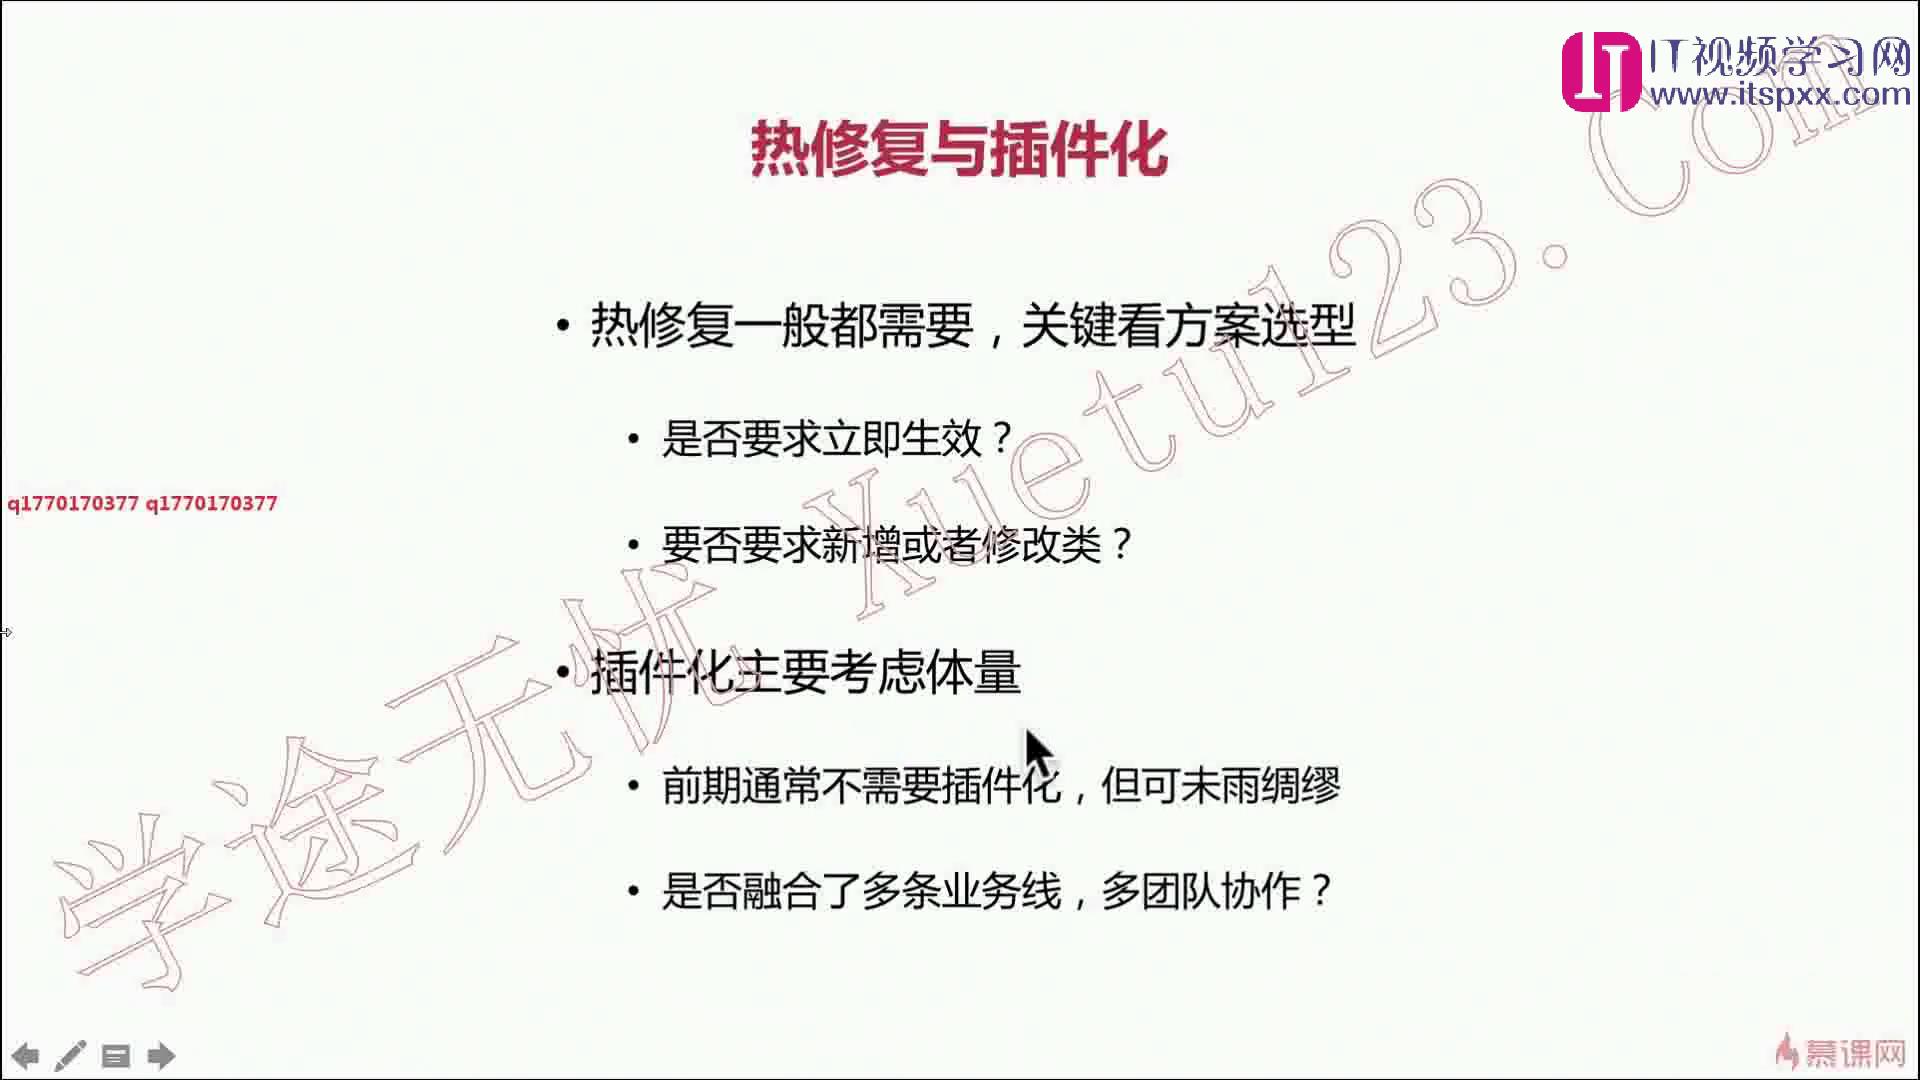 IT视频学习网
www.itspxx.com
热修复与插件化
• 热修复一般都需要，关键看方案选型
• 是否要求立即生效？
q1770170377 q1770170377
• 要否要求新增或者修改类？
• 插件化主要考虑体量
• 前期通常不需要插件化，但可未雨绸缪
• 是否融合了多条业务线，多团队协作？
学途无忧 Xuetu123.Com
慕课网